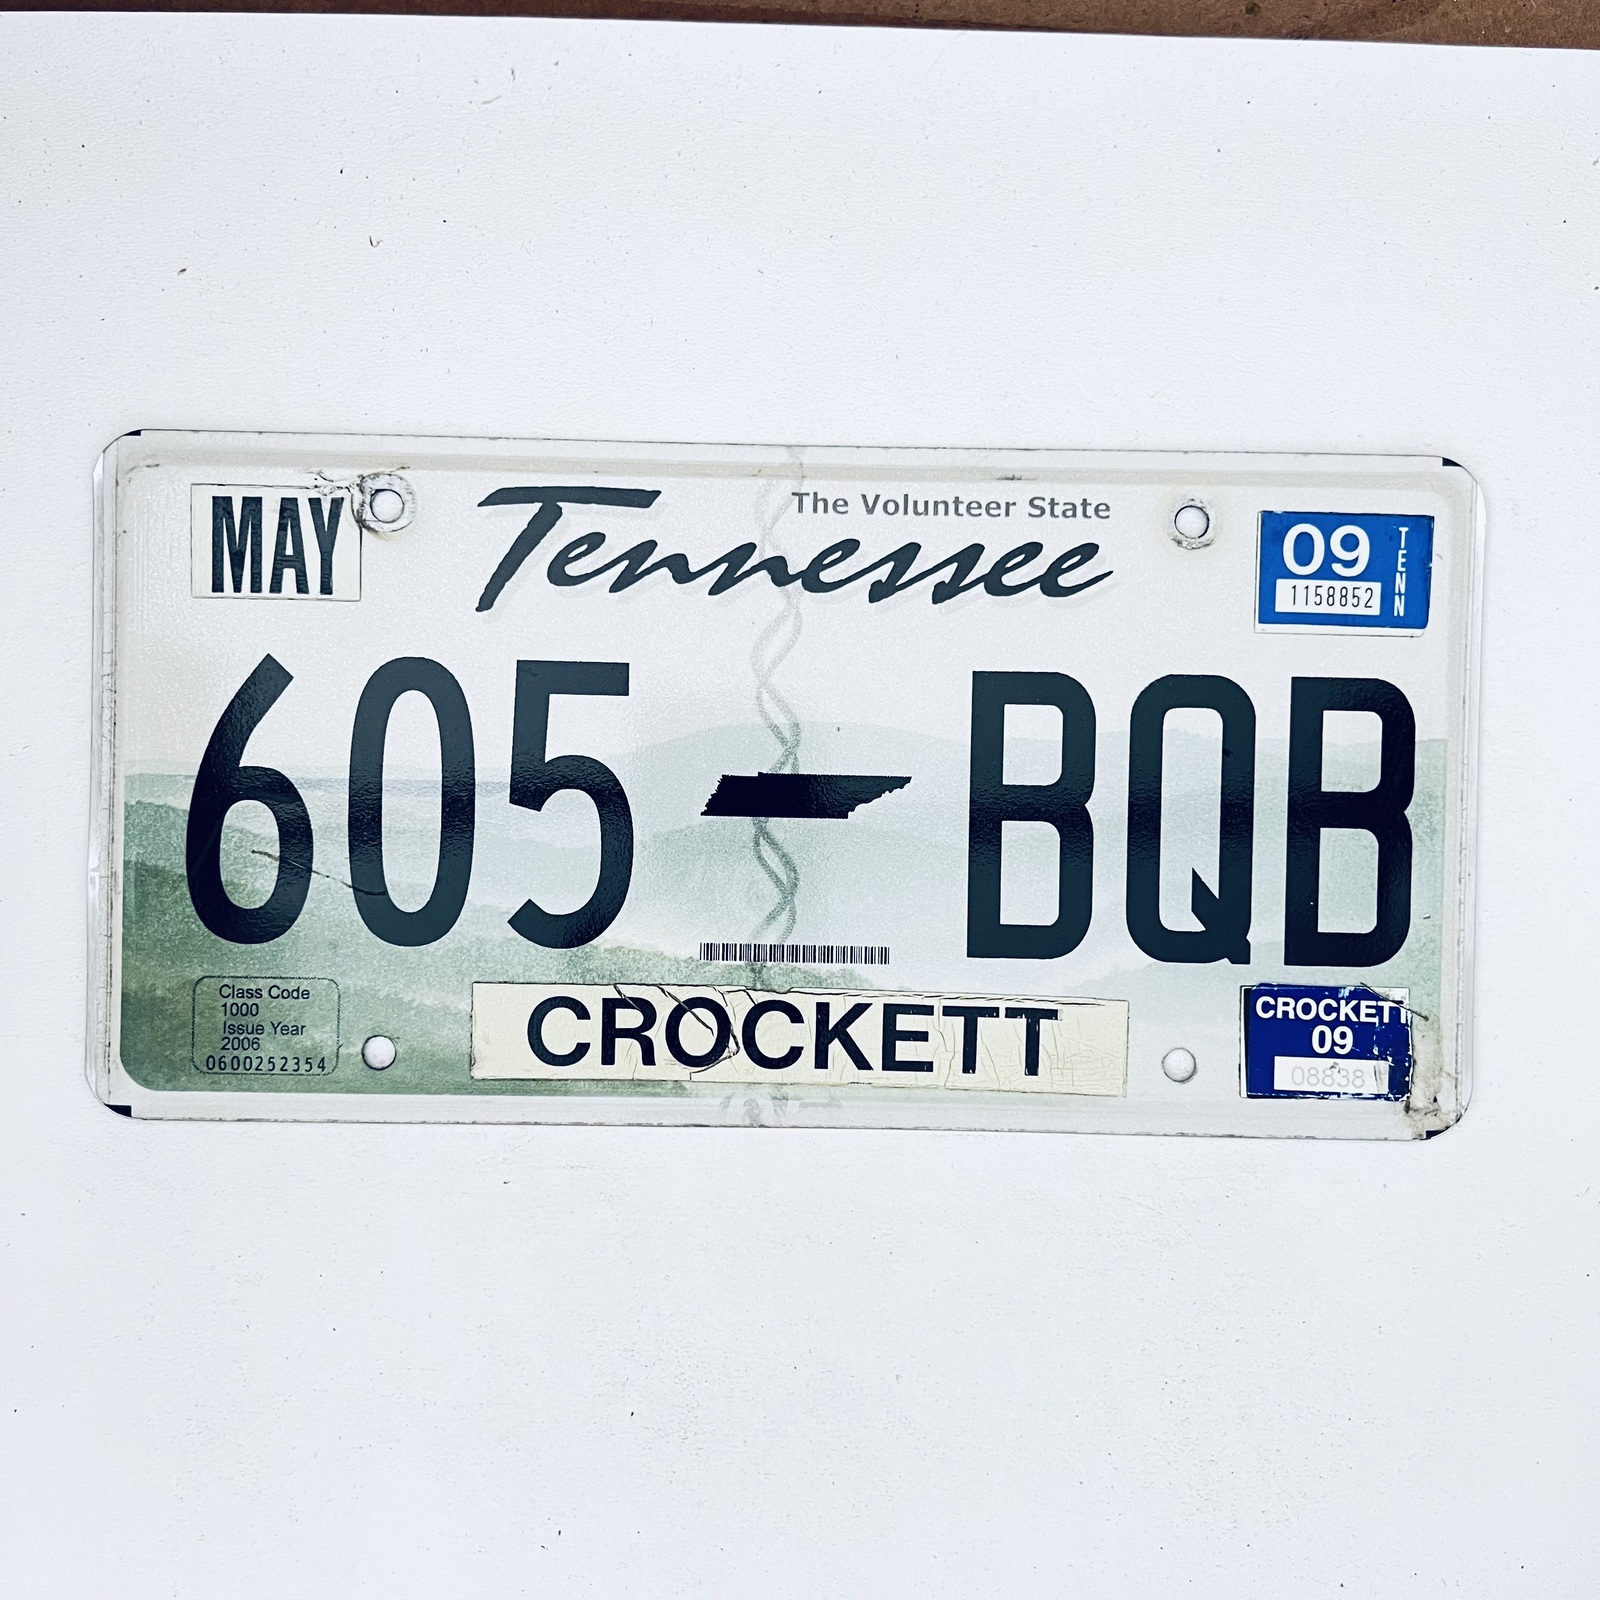 MAY
The Volunteer State
Tennessee
09
TENN
1158852
605 BQB
Class Code
1000
Issue Year
2006
0600252354
CROCKETT
CROCKETT
09
08838